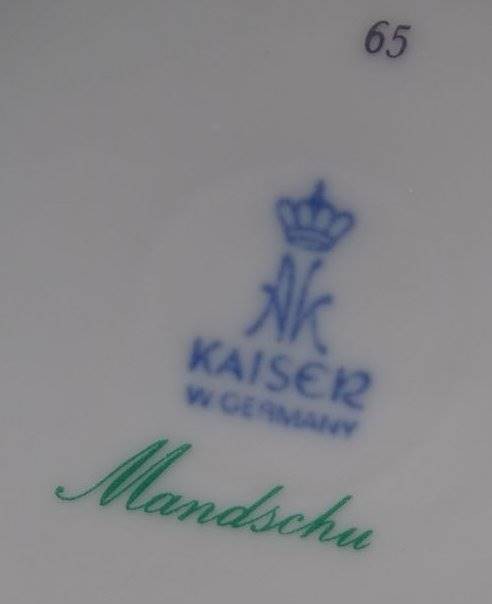 65
AK
KAISER
W. GERMANY
Mandschu